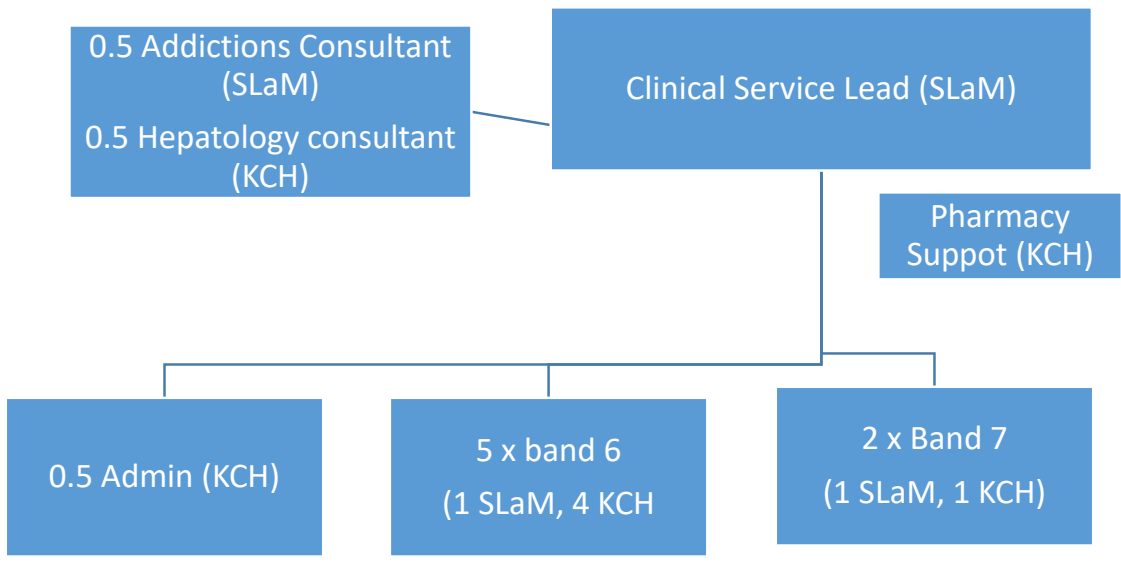 0.5 Addictions Consultant
(SLaM)
0.5 Hepatology consultant
(KCH)
Clinical Service Lead (SLaM)
Pharmacy
Suppot (KCH)
0.5 Admin (KCH)
5 x band 6
(1 SLaM, 4 KCH
2 x Band 7
(1 SLaM, 1 KCH)